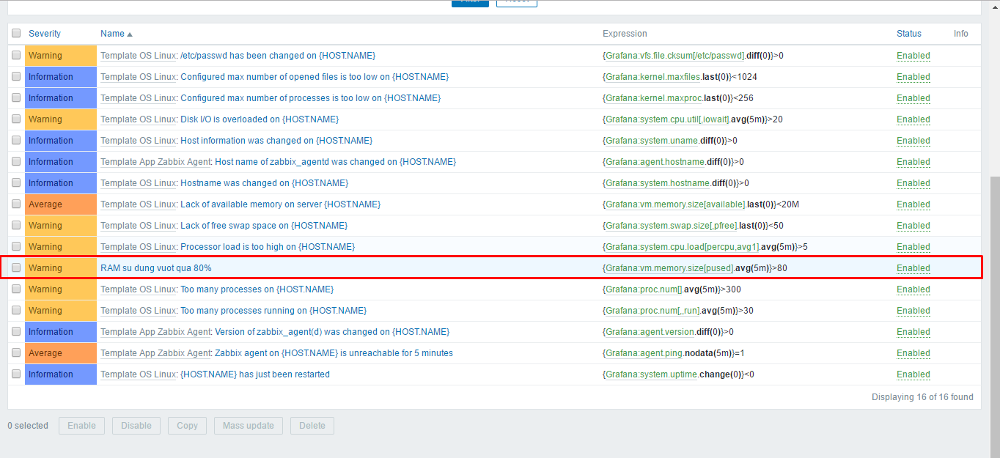 Severity Name Expression Status Info
Warning Template OS Linux: /etc/passwd has been changed on {HOST.NAME} {Grafana:vfs.file.cksum[/etc/passwd].diff(0)}>0 Enabled
Information Template OS Linux: Configured max number of opened files is too low on {HOST.NAME} {Grafana:kernel.maxfiles.last(0)}<1024 Enabled
Information Template OS Linux: Configured max number of processes is too low on {HOST.NAME} {Grafana:kernel.maxproc.last(0)}<256 Enabled
Warning Template OS Linux: Disk I/O is overloaded on {HOST.NAME} {Grafana:system.cpu.util[,iowait].avg(5m)}>20 Enabled
Information Template OS Linux: Host information was changed on {HOST.NAME} {Grafana:system.uname.diff(0)}>0 Enabled
Information Template App Zabbix Agent: Host name of zabbix_agentd was changed on {HOST.NAME} {Grafana:agent.hostname.diff(0)}>0 Enabled
Information Template OS Linux: Hostname was changed on {HOST.NAME} {Grafana:system.hostname.diff(0)}>0 Enabled
Average Template OS Linux: Lack of available memory on server {HOST.NAME} {Grafana:vm.memory.size[available].last(0)}<20M Enabled
Warning Template OS Linux: Lack of free swap space on {HOST.NAME} {Grafana:system.swap.size[,pfree].last(0)}<50 Enabled
Warning Template OS Linux: Processor load is too high on {HOST.NAME} {Grafana:system.cpu.load[percpu,avg1].avg(5m)}>5 Enabled
Warning RAM su dung vuot qua 80% {Grafana:vm.memory.size[pused].avg(5m)}>80 Enabled
Warning Template OS Linux: Too many processes on {HOST.NAME} {Grafana:proc.num[].avg(5m)}>300 Enabled
Warning Template OS Linux: Too many processes running on {HOST.NAME} {Grafana:proc.num[,,run].avg(5m)}>30 Enabled
Information Template App Zabbix Agent: Version of zabbix_agent(d) was changed on {HOST.NAME} {Grafana:agent.version.diff(0)}>0 Enabled
Average Template App Zabbix Agent: Zabbix agent on {HOST.NAME} is unreachable for 5 minutes {Grafana:agent.ping.nodata(5m)}=1 Enabled
Information Template OS Linux: {HOST.NAME} has just been restarted {Grafana:system.uptime.change(0)}<0 Enabled
Displaying 16 of 16 found
0 selected Enable Disable Copy Mass update Delete